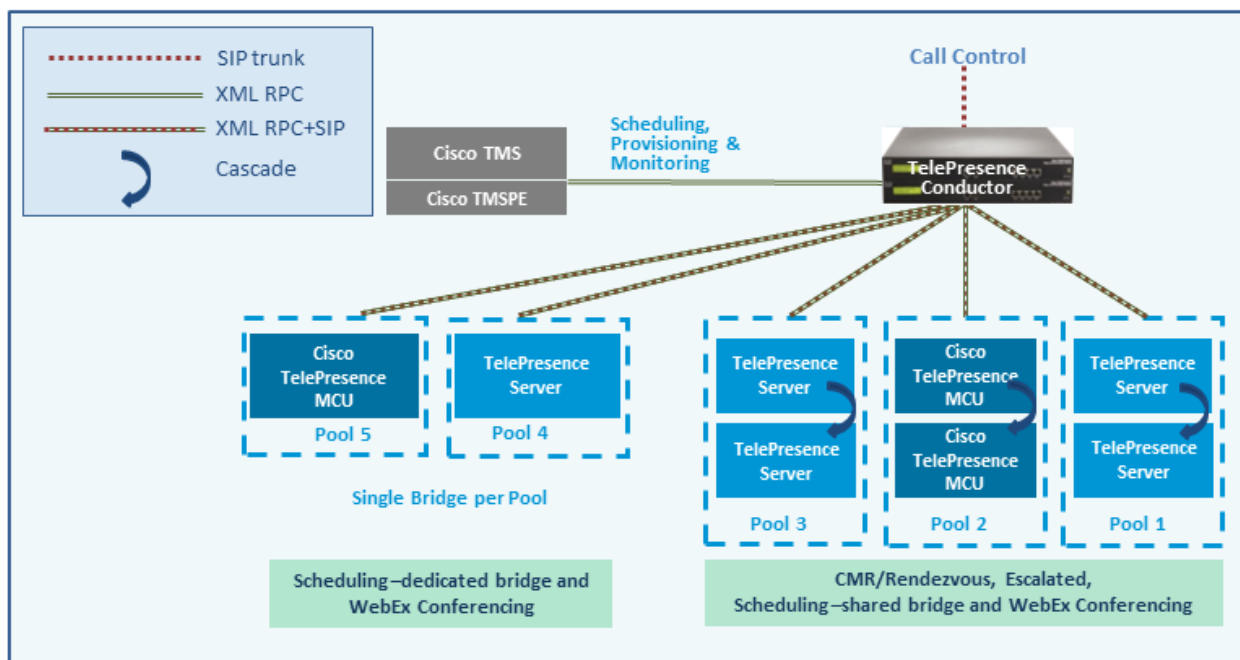 SIP trunk
XML RPC
XML RPC+SIP
Cascade
Call Control
Cisco TMS
Cisco TMSPE
Scheduling,
Provisioning &
Monitoring
TelePresence
Conductor
Cisco
TelePresence
MCU
Pool 5
TelePresence
Server
Pool 4
TelePresence
Server
TelePresence
Server
Pool 3
Cisco
TelePresence
MCU
Cisco
TelePresence
MCU
Pool 2
TelePresence
Server
TelePresence
Server
Pool 1
Single Bridge per Pool
Scheduling–dedicated bridge and
WebEx Conferencing
CMR/Rendezvous, Escalated,
Scheduling–shared bridge and WebEx Conferencing